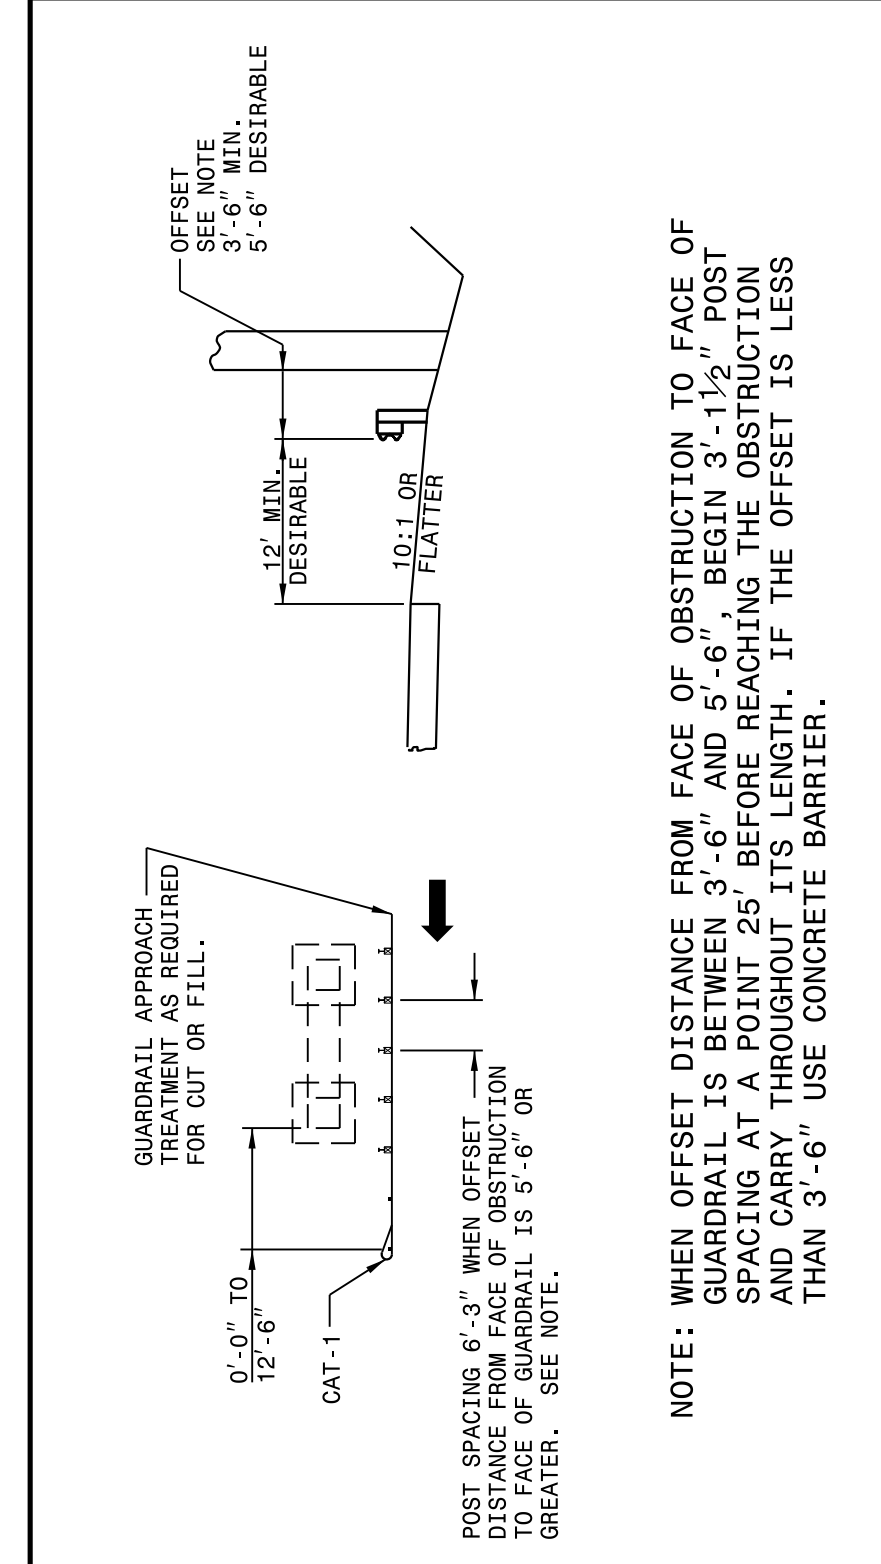 GUARDRAIL APPROACH
TREATMENT AS REQUIRED
FOR CUT OR FILL.
0'-0" TO
12'-6"
CAT-1
POST SPACING 6'-3" WHEN OFFSET
DISTANCE FROM FACE OF OBSTRUCTION
TO FACE OF GUARDRAIL IS 5'-6" OR
GREATER. SEE NOTE.
OFFSET
SEE NOTE
3'-6" MIN.
5'-6" DESIRABLE
12' MIN.
DESIRABLE
10:1 OR
FLATTER
NOTE: WHEN OFFSET DISTANCE FROM FACE OF OBSTRUCTION TO FACE OF
GUARDRAIL IS BETWEEN 3'-6" AND 5'-6", BEGIN 3'-1½" POST
SPACING AT A POINT 25' BEFORE REACHING THE OBSTRUCTION
AND CARRY THROUGHOUT ITS LENGTH. IF THE OFFSET IS LESS
THAN 3'-6" USE CONCRETE BARRIER.